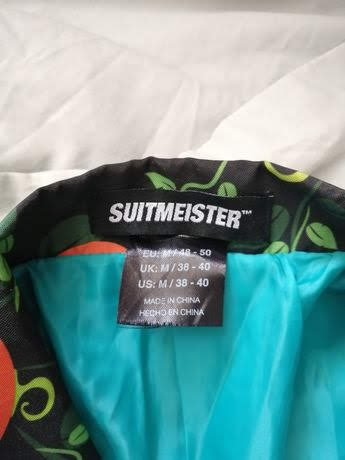 SUITMEISTER™
EU: M / 48 - 50
UK: M / 38 - 40
US: M / 38 - 40
MADE IN CHINA
HECHO EN CHINA